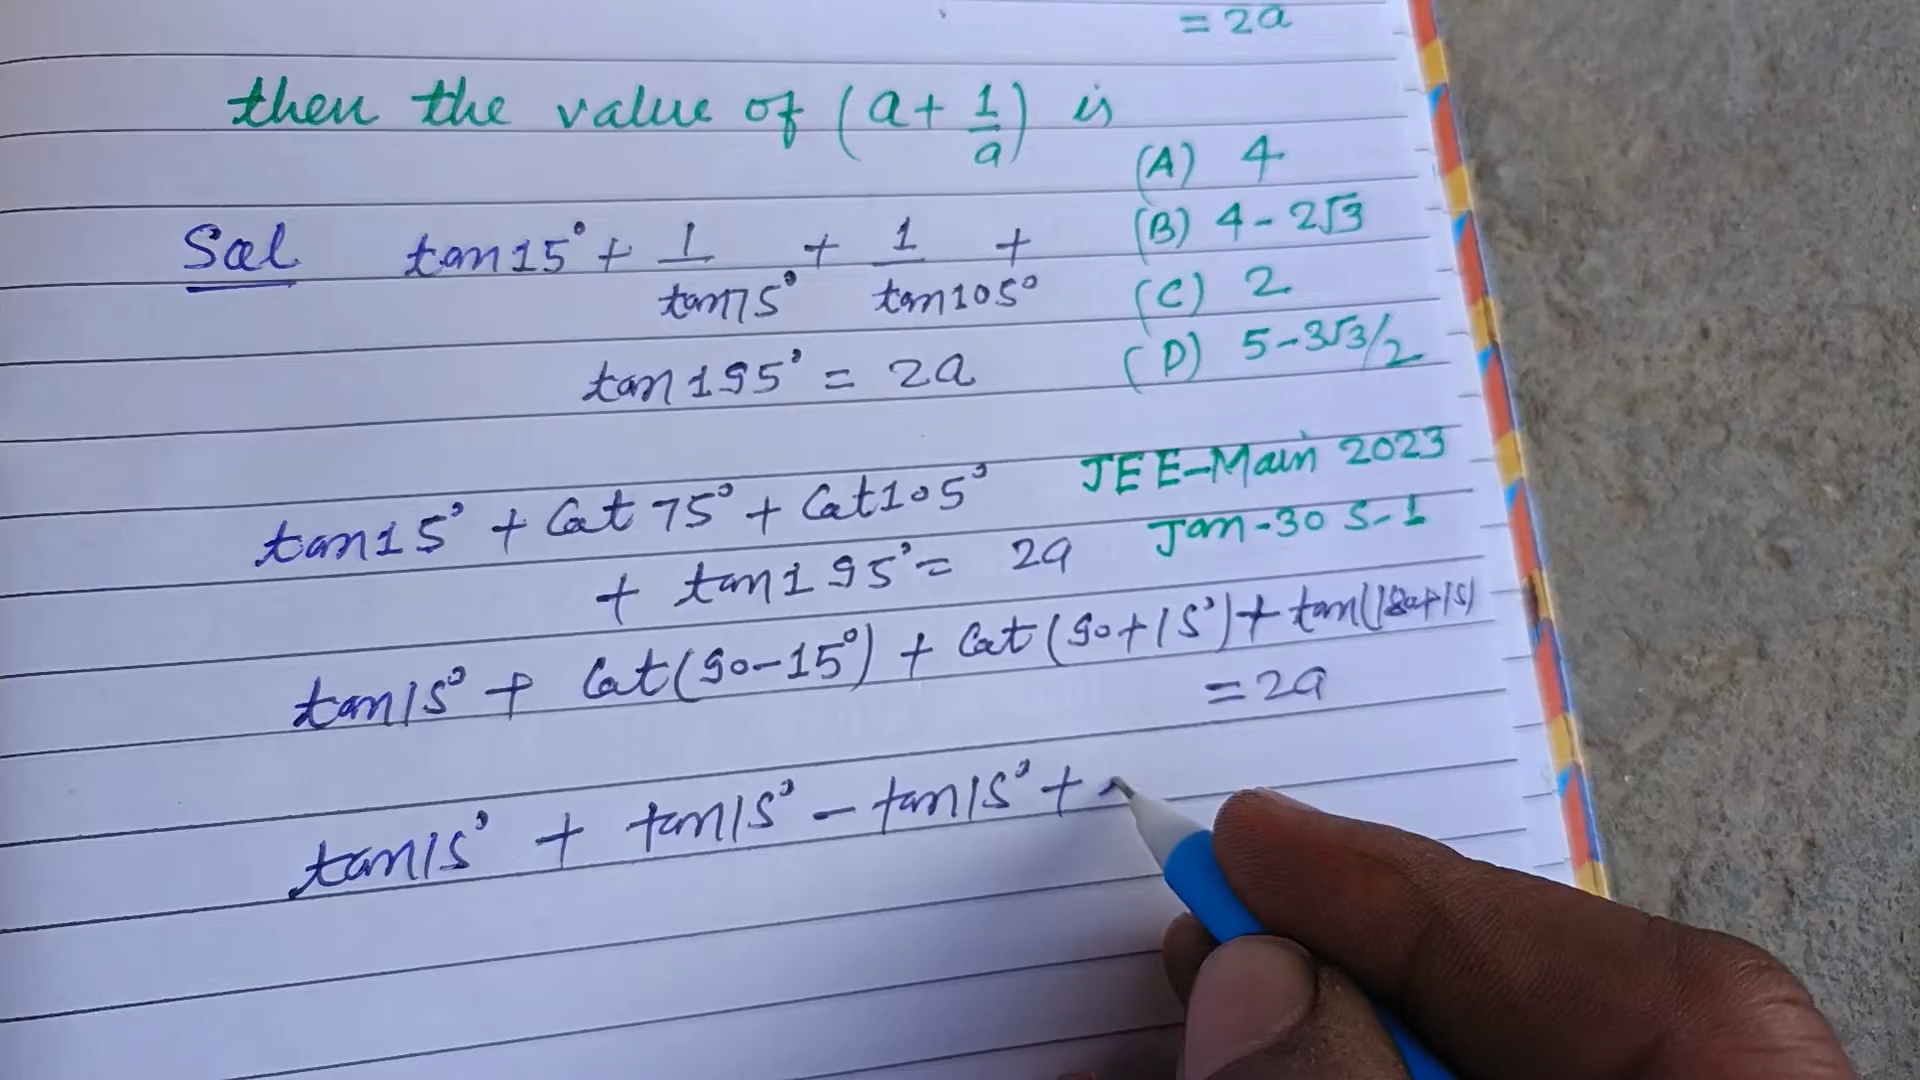 = 2a
then the value of (a + 1/a) is
(A) 4
(B) 4 - 2√3
(C) 2
(D) 5 - 3√3/2
Sol tan15° + 1/tan75° + 1/tan105° +
tan195° = 2a
JEE-Main 2023
Jan-30 S-1
tan15° + Cot 75° + Cot105°
+ tan195° = 2a
tan15° + Cot(90-15°) + Cot(90+15°) + tan(180+15)
= 2a
tan15° + tan15° - tan15° +